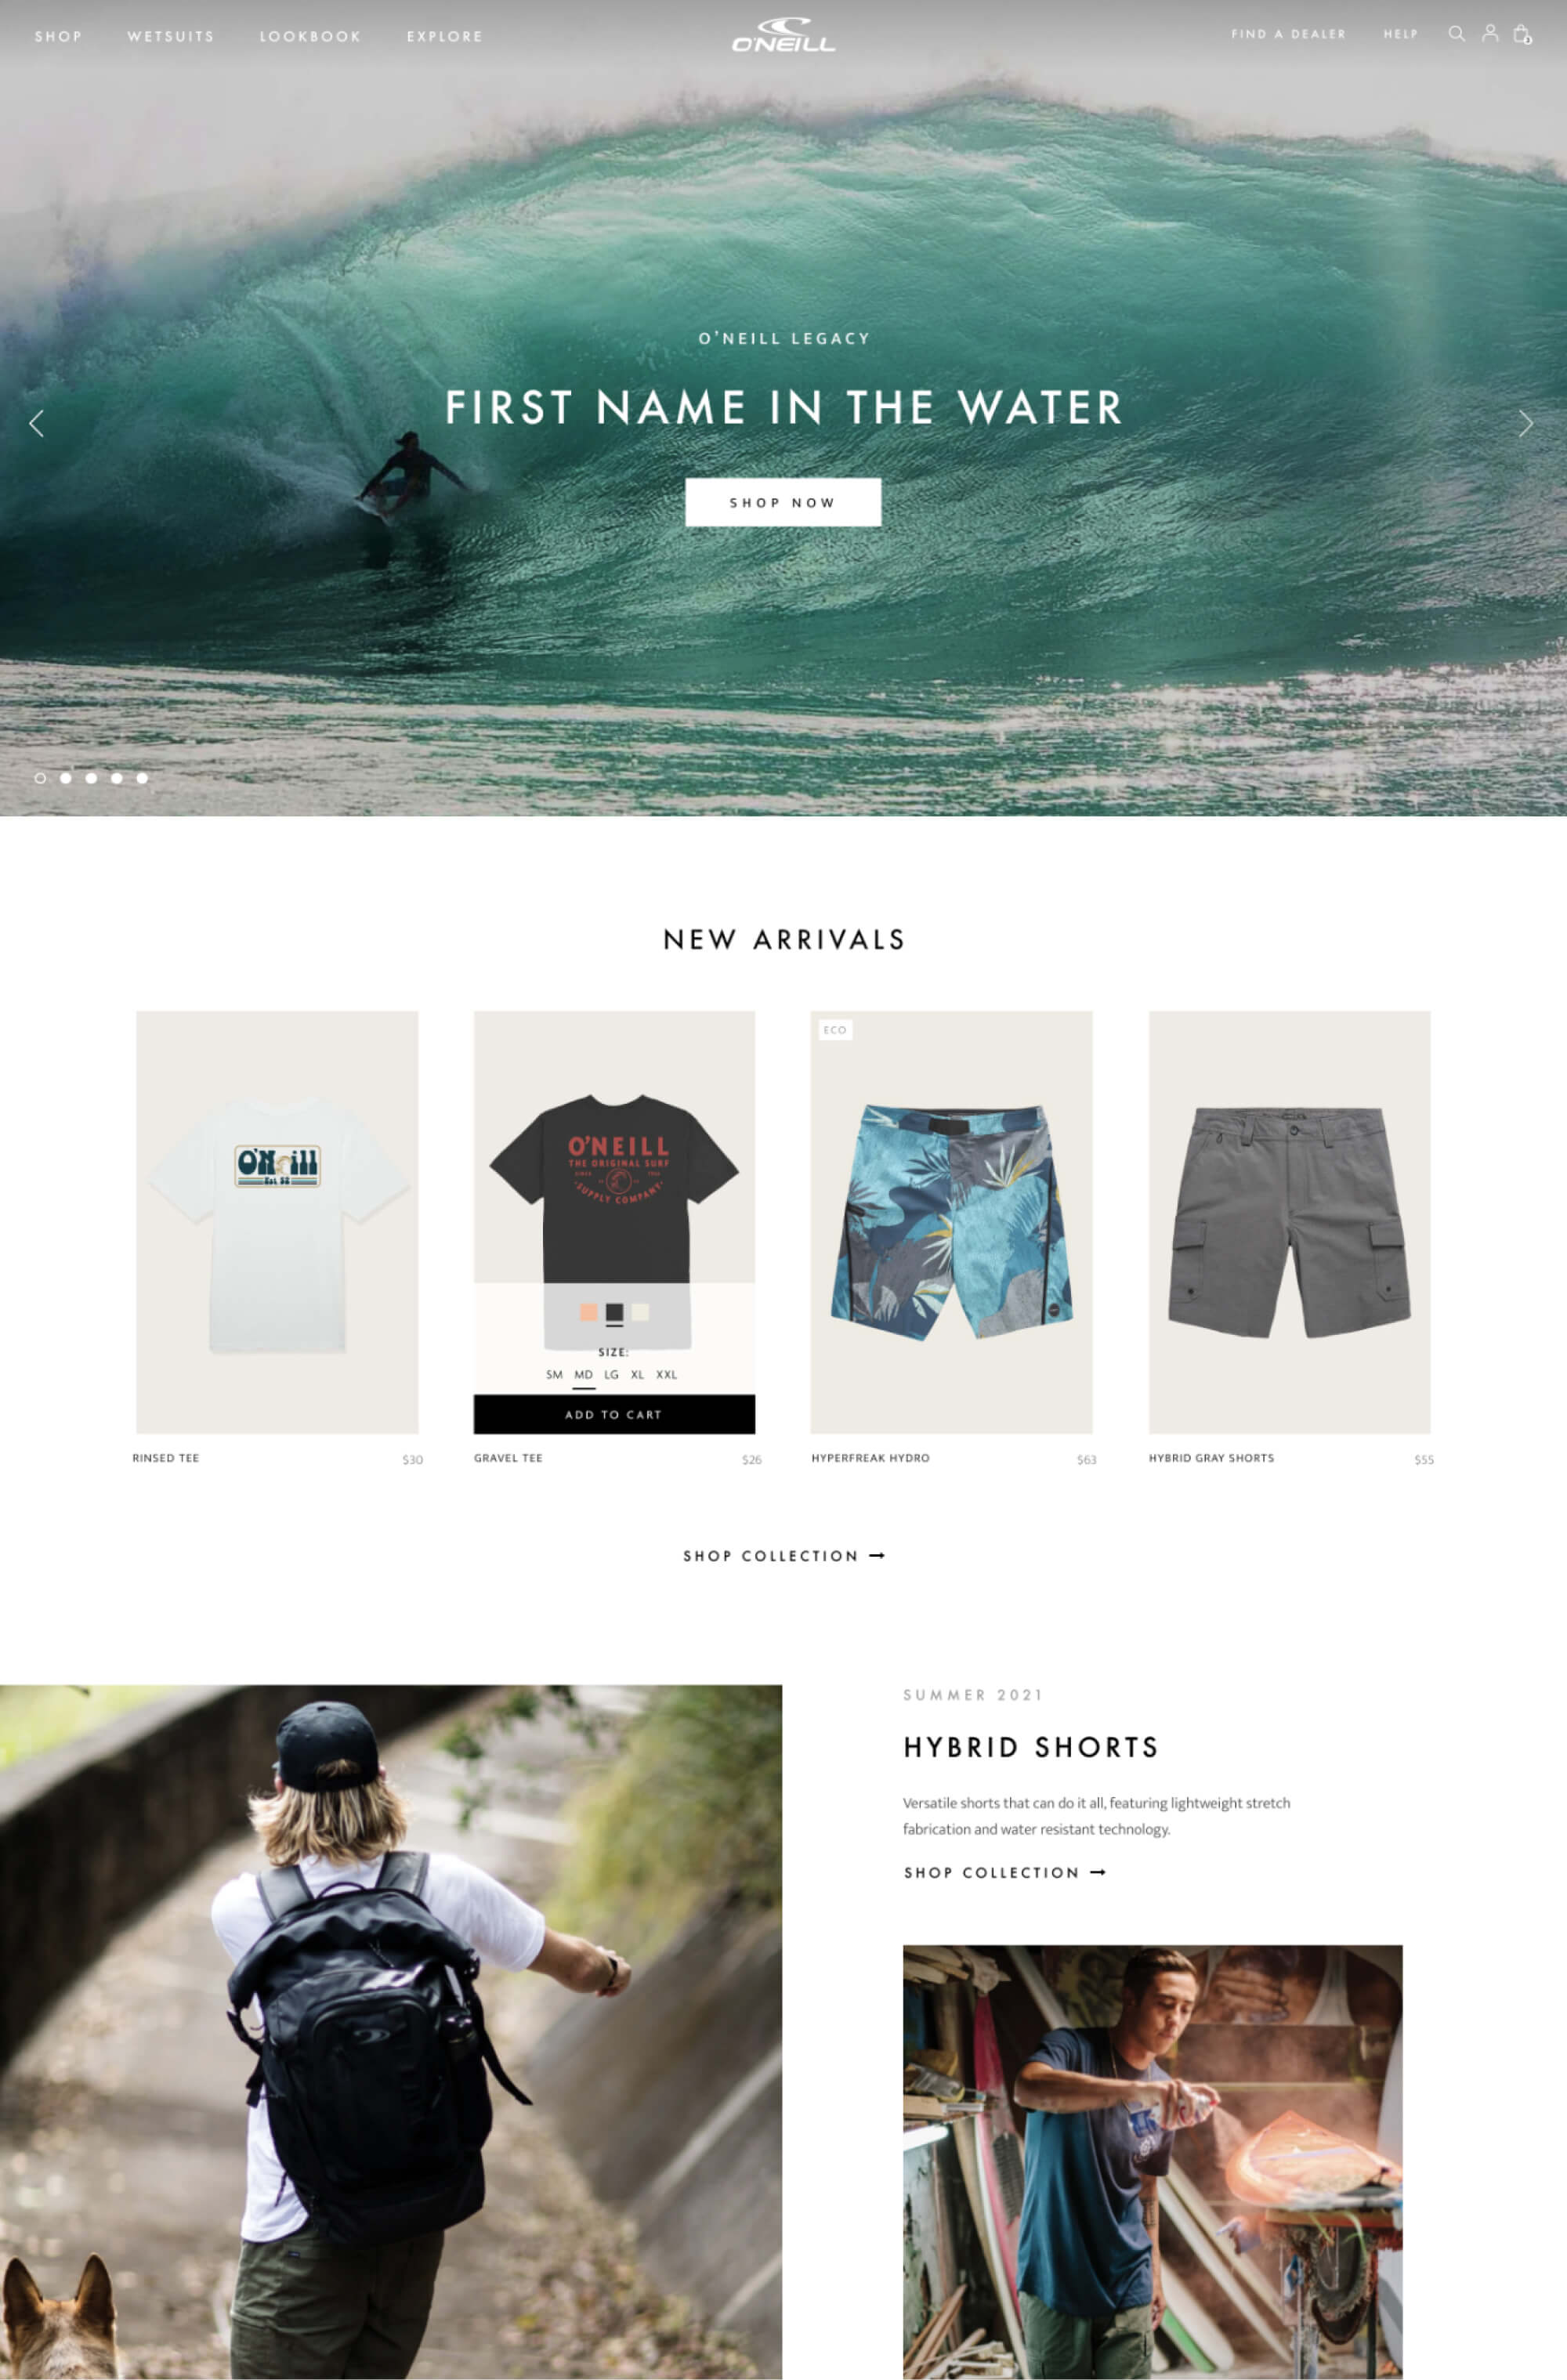 SHOP WETSUITS LOOKBOOK EXPLORE
O'NEILL
FIND A DEALER HELP
O'NEILL LEGACY
FIRST NAME IN THE WATER
SHOP NOW
NEW ARRIVALS
O'Neill
Est 52
O'NEILL
THE ORIGINAL SURF
SINCE
SUPPLY COMPANY
ECO
SIZE:
SM MD LG XL XXL
ADD TO CART
RINSED TEE $30
GRAVEL TEE $26
HYPERFREAK HYDRO $63
HYBRID GRAY SHORTS $55
SHOP COLLECTION →
SUMMER 2021
HYBRID SHORTS
Versatile shorts that can do it all, featuring lightweight stretch
fabrication and water resistant technology.
SHOP COLLECTION →